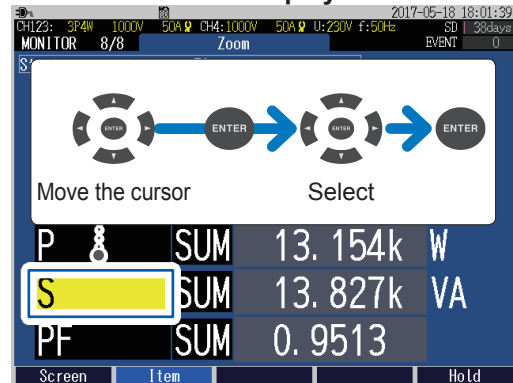 2017-05-18 18:01:39
CH123: 3P4W 1000V 50A CH4:1000V 50A U:230V f:50Hz SD 38days
MONITOR 8/8 Zoom EVENT 0
S
ENTER ENTER ENTER ENTER
Move the cursor Select
P SUM 13.154k W
S SUM 13.827k VA
PF SUM 0.9513
Screen Item Hold